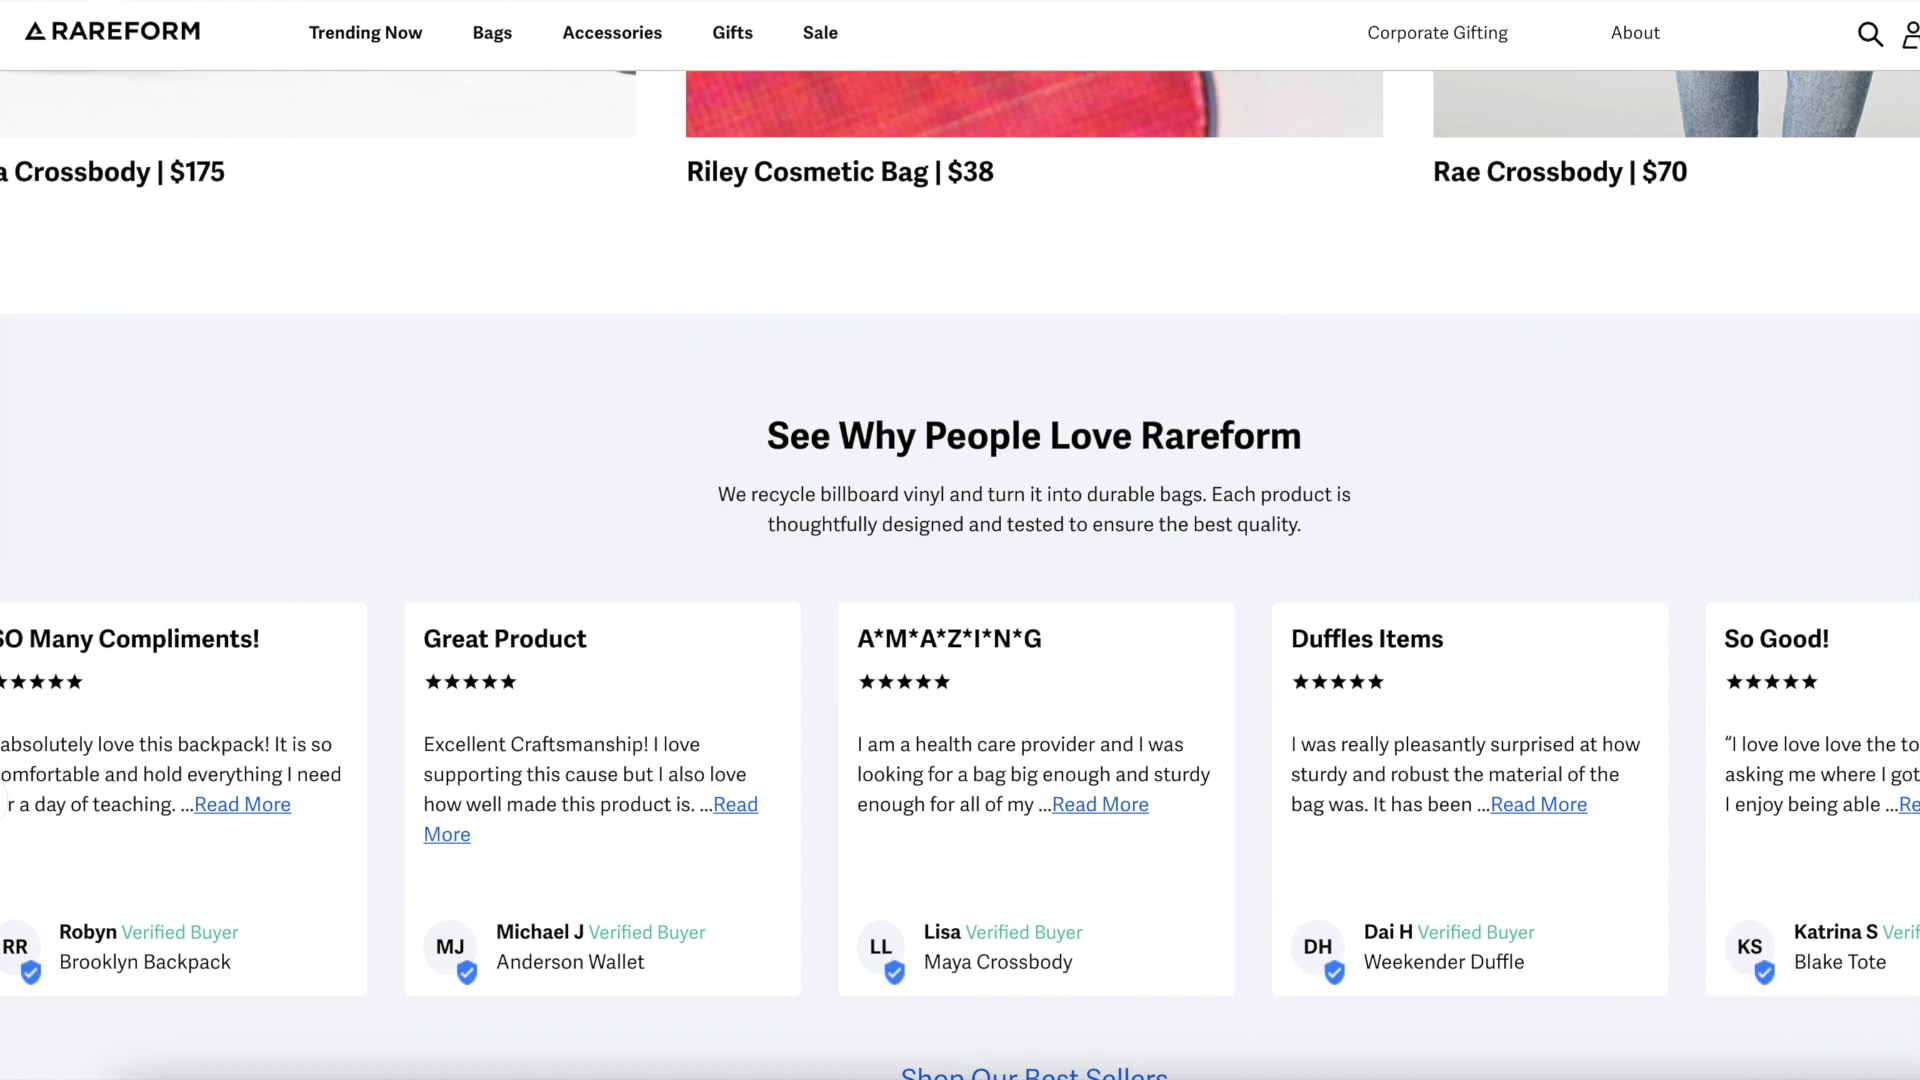 RAREFORM
Trending Now
Bags
Accessories
Gifts
Sale
Corporate Gifting
About
a Crossbody | $175
Riley Cosmetic Bag | $38
Rae Crossbody | $70
See Why People Love Rareform
We recycle billboard vinyl and turn it into durable bags. Each product is
thoughtfully designed and tested to ensure the best quality.
SO Many Compliments!
★★★★★
absolutely love this backpack! It is so
omfortable and hold everything I need
r a day of teaching. ...Read More
RR
Robyn Verified Buyer
Brooklyn Backpack
Great Product
★★★★★
Excellent Craftsmanship! I love
supporting this cause but I also love
how well made this product is. ...Read
More
MJ
Michael J Verified Buyer
Anderson Wallet
A*M*A*Z*I*N*G
★★★★★
I am a health care provider and I was
looking for a bag big enough and sturdy
enough for all of my ...Read More
LL
Lisa Verified Buyer
Maya Crossbody
Duffles Items
★★★★★
I was really pleasantly surprised at how
sturdy and robust the material of the
bag was. It has been ...Read More
DH
Dai H Verified Buyer
Weekender Duffle
So Good!
★★★★★
“I love love love the to
asking me where I got
I enjoy being able ...Re
KS
Katrina S Verif
Blake Tote
Shop Our Best Sellers